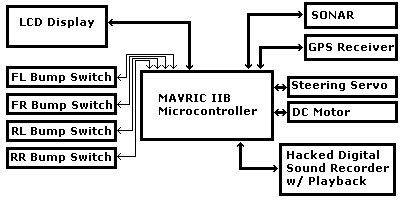 LCD Display
SONAR
GPS Receiver
FL Bump Switch
FR Bump Switch
RL Bump Switch
RR Bump Switch
MAVRIC IIB
Microcontroller
Steering Servo
DC Motor
Hacked Digital
Sound Recorder
w/ Playback